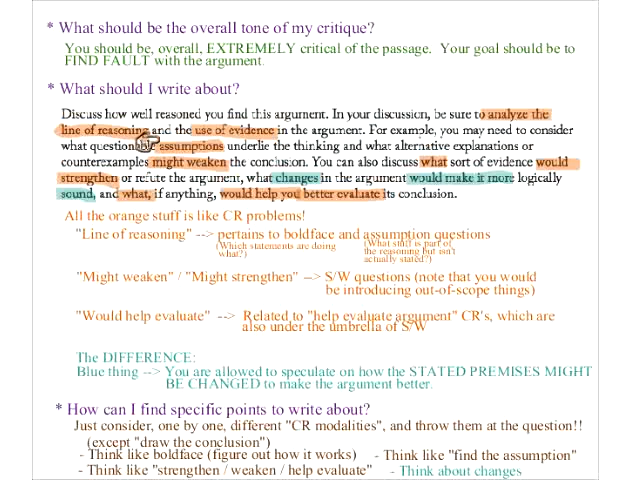 * What should be the overall tone of my critique?
You should be, overall, EXTREMELY critical of the passage. Your goal should be to
FIND FAULT with the argument.
* What should I write about?
Discuss how well reasoned you find this argument. In your discussion, be sure to analyze the
line of reasoning and the use of evidence in the argument. For example, you may need to consider
what question assumptions underlie the thinking and what alternative explanations or
counterexamples might weaken the conclusion. You can also discuss what sort of evidence would
strengthen or refute the argument, what changes in the argument would make it more logically
sound, and what, if anything, would help you better evaluate its conclusion.
All the orange stuff is like CR problems!
"Line of reasoning" --> pertains to boldface and assumption questions
(Which statements are doing what?)
(What stuff is part of the reasoning but isn't actually stated?)
"Might weaken" / "Might strengthen" --> S/W questions (note that you would
be introducing out-of-scope things)
"Would help evaluate" --> Related to "help evaluate argument" CR's, which are
also under the umbrella of S/W
The DIFFERENCE:
Blue thing --> You are allowed to speculate on how the STATED PREMISES MIGHT
BE CHANGED to make the argument better.
* How can I find specific points to write about?
Just consider, one by one, different "CR modalities", and throw them at the question!!
(except "draw the conclusion")
- Think like boldface (figure out how it works) - Think like "find the assumption"
- Think like "strengthen / weaken / help evaluate" - Think about changes